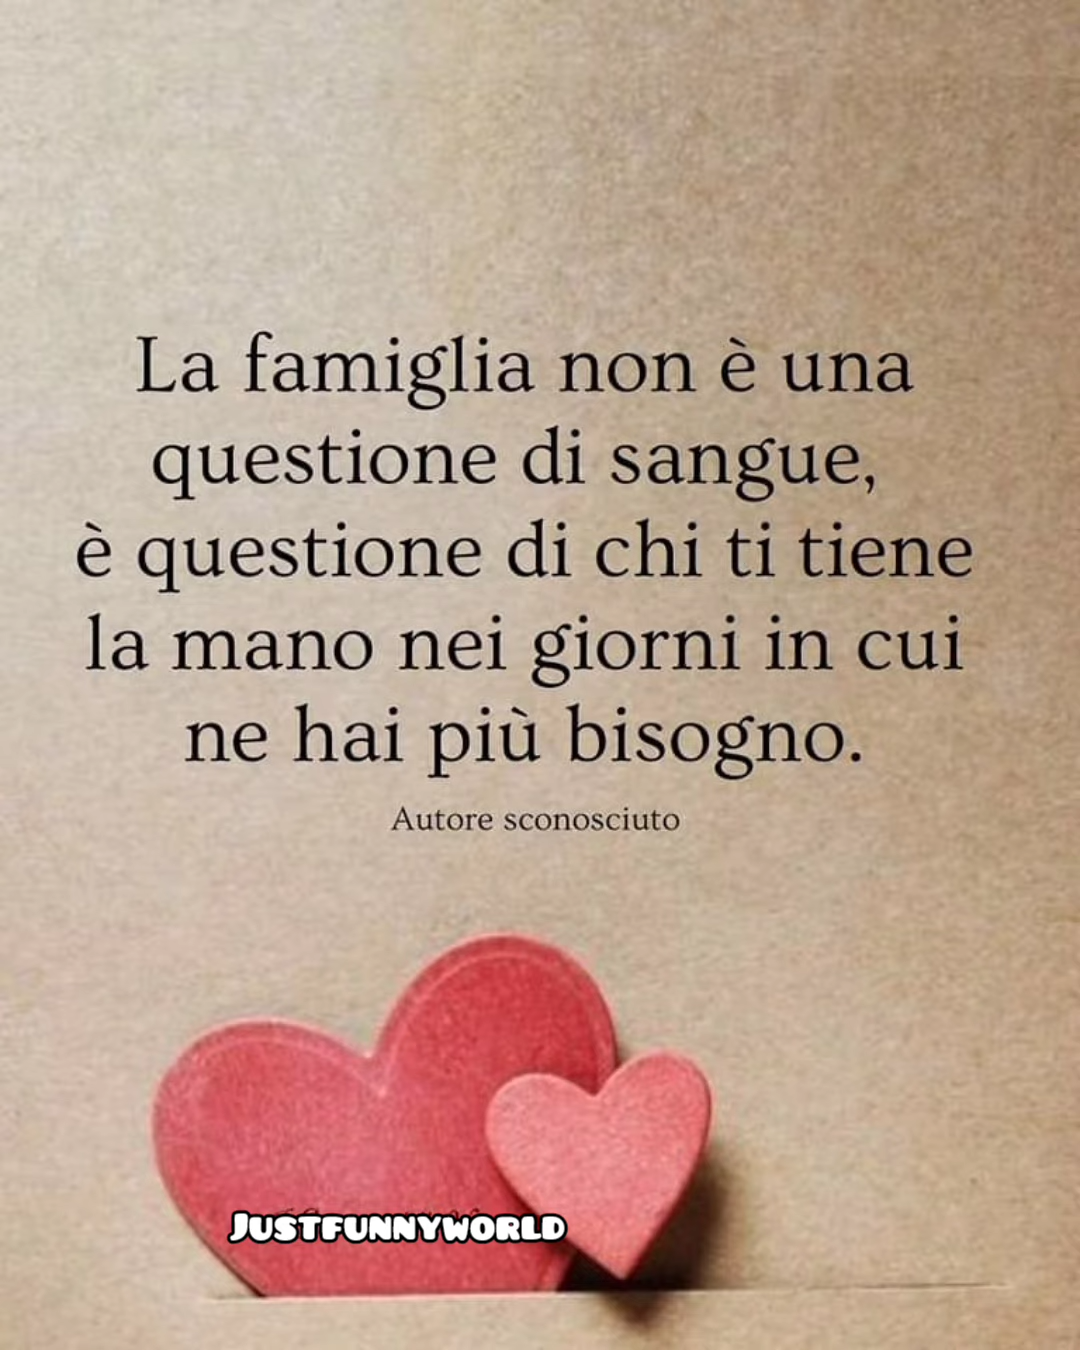 La famiglia non è una
questione di sangue,
è questione di chi ti tiene
la mano nei giorni in cui
ne hai più bisogno.
Autore sconosciuto
Justfunnyworld